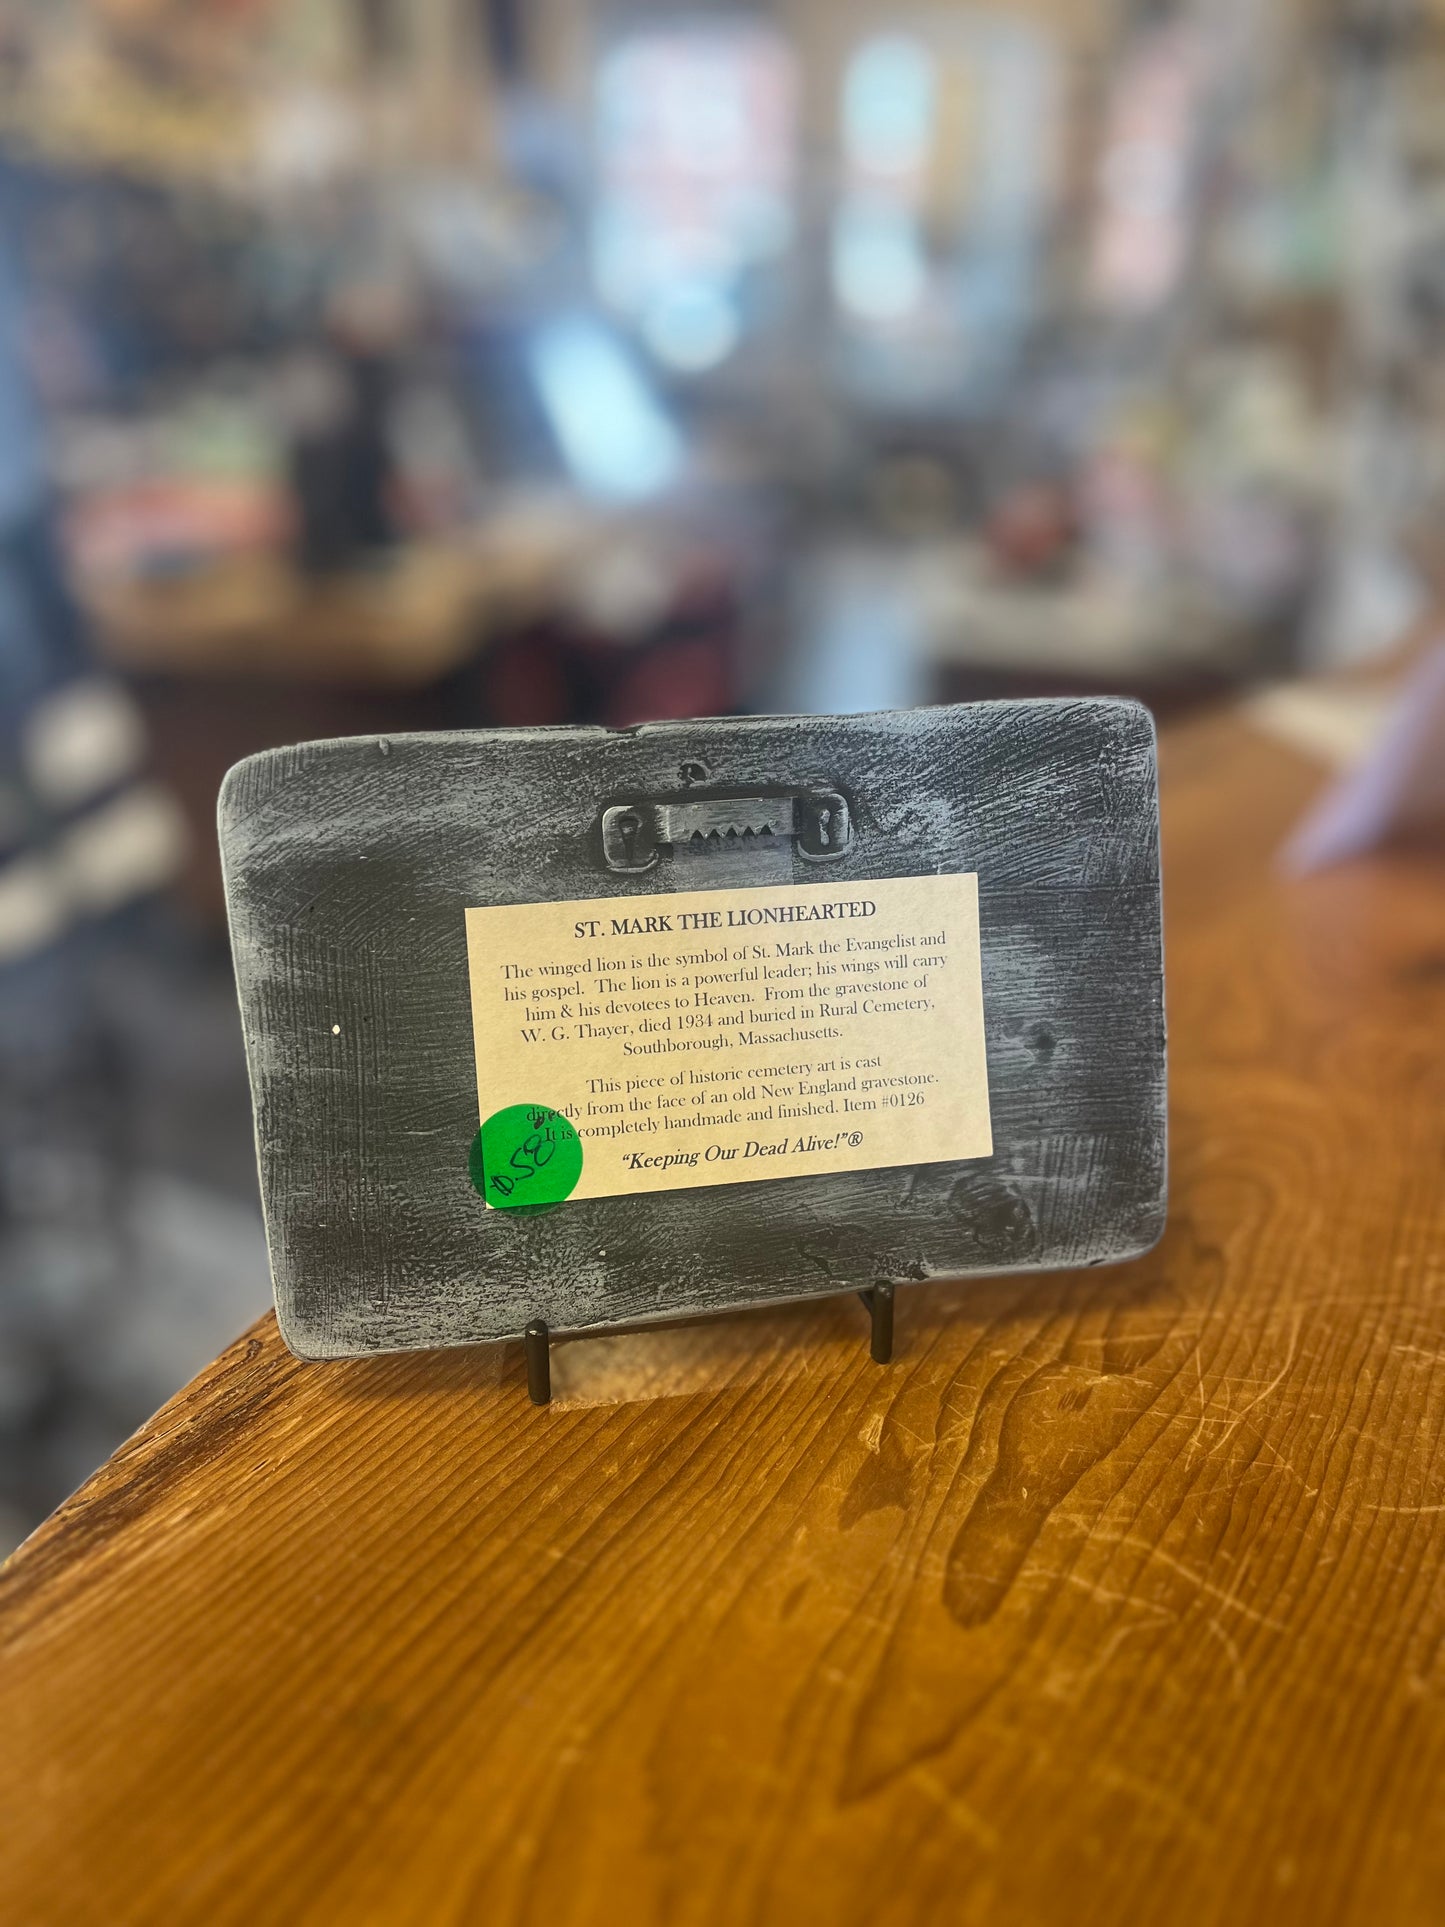 ST. MARK THE LIONHEARTED
The winged lion is the symbol of St. Mark the Evangelist and
his gospel. The lion is a powerful leader; his wings will carry
him & his devotees to Heaven. From the gravestone of
W. G. Thayer, died 1934 and buried in Rural Cemetery,
Southborough, Massachusetts.
This piece of historic cemetery art is cast
directly from the face of an old New England gravestone.
It is completely handmade and finished. Item #0126
"Keeping Our Dead Alive!"®
$58